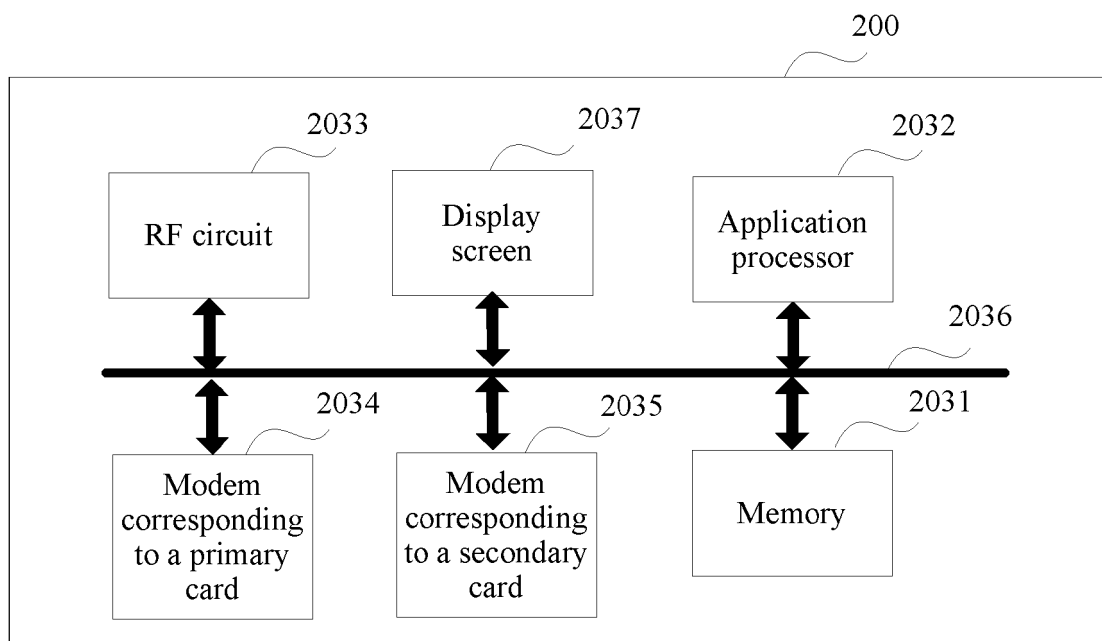 200
2033
2037
2032
RF circuit
Display
screen
Application
processor
2036
2034
2035
2031
Modem
corresponding
to a primary
card
Modem
corresponding
to a secondary
card
Memory